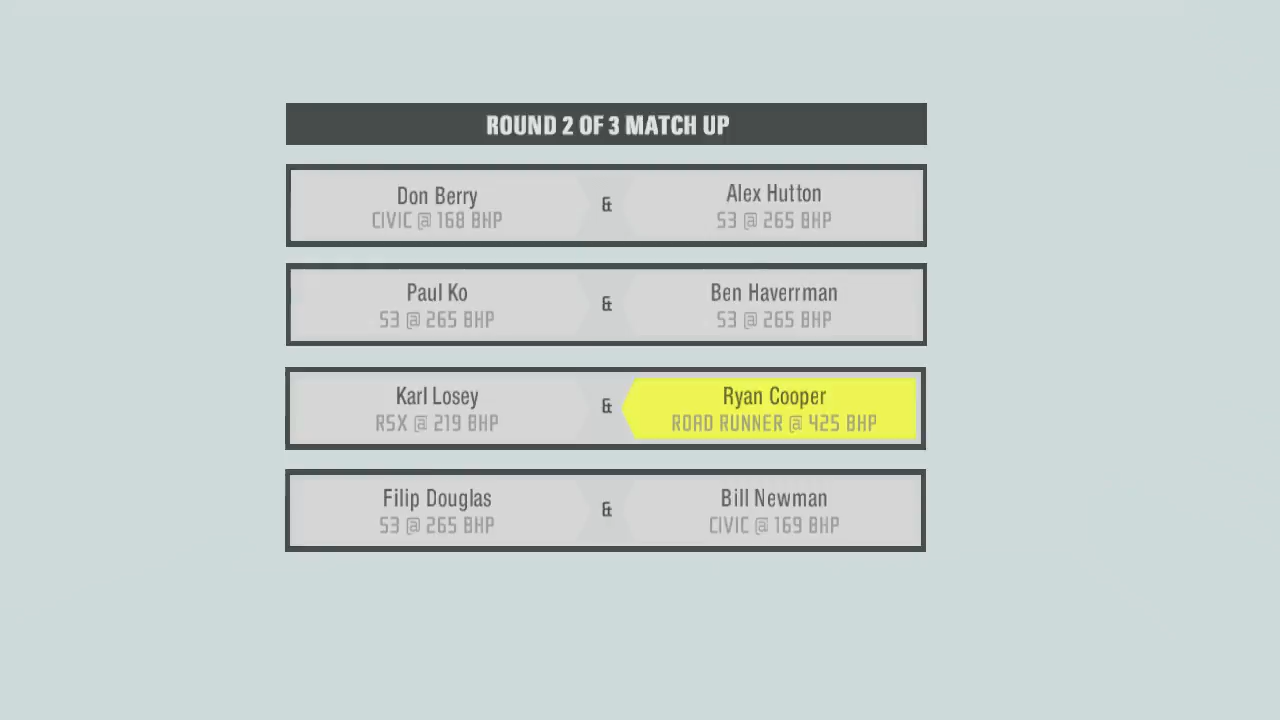 ROUND 2 OF 3 MATCH UP
Don Berry & Alex Hutton
CIVIC @ 168 BHP S3 @ 265 BHP
Paul Ko & Ben Haverrman
S3 @ 265 BHP S3 @ 265 BHP
Karl Losey & Ryan Cooper
RSX @ 219 BHP ROAD RUNNER @ 425 BHP
Filip Douglas & Bill Newman
S3 @ 265 BHP CIVIC @ 169 BHP